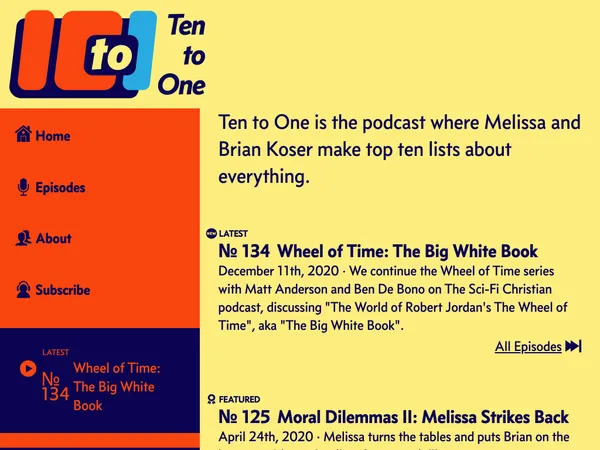 10 to 1
Ten
to
One
Home
Episodes
About
Subscribe
LATEST
№
134
Wheel of Time:
The Big White
Book
Ten to One is the podcast where Melissa and
Brian Koser make top ten lists about
everything.
NEW LATEST
№ 134 Wheel of Time: The Big White Book
December 11th, 2020 · We continue the Wheel of Time series
with Matt Anderson and Ben De Bono on The Sci-Fi Christian
podcast, discussing "The World of Robert Jordan's The Wheel of
Time", aka "The Big White Book".
All Episodes
FEATURED
№ 125 Moral Dilemmas II: Melissa Strikes Back
April 24th, 2020 · Melissa turns the tables and puts Brian on the